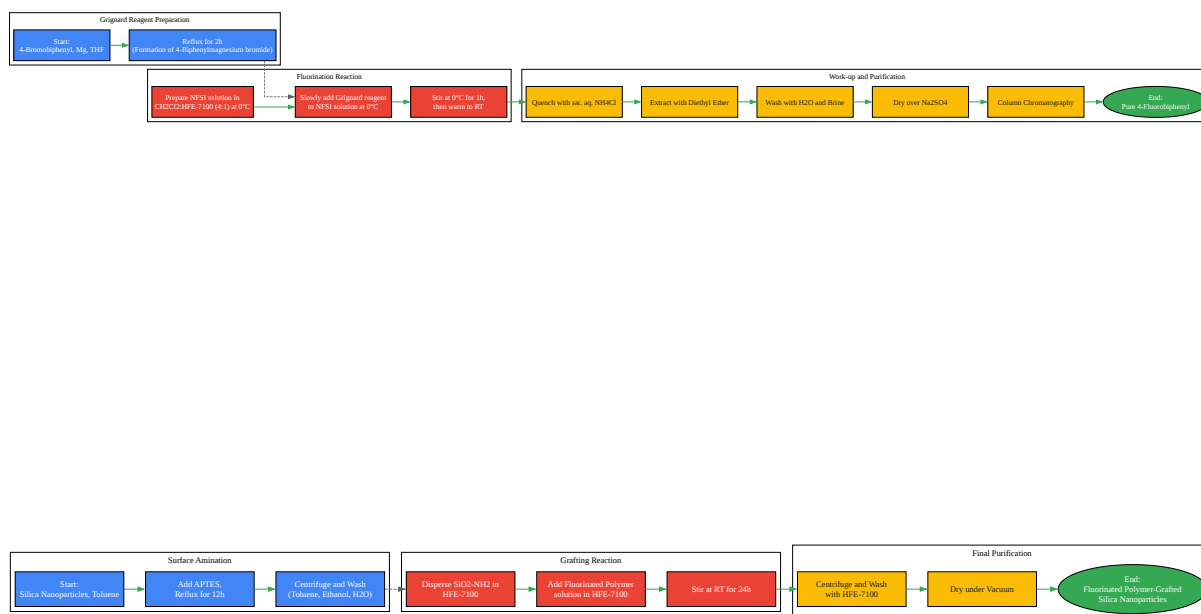 Grignard Reagent Preparation
Start:
4-Bromobiphenyl, Mg, THF
Reflux for 2h
(Formation of 4-Biphenylmagnesium bromide)
Fluorination Reaction
Prepare NFSI solution in
CH2Cl2:HFE-7100 (4:1) at 0°C
Slowly add Grignard reagent
to NFSI solution at 0°C
Stir at 0°C for 1h,
then warm to RT
Work-up and Purification
Quench with sat. aq. NH4Cl
Extract with Diethyl Ether
Wash with H2O and Brine
Dry over Na2SO4
Column Chromatography
End:
Pure 4-Fluorobiphenyl
Surface Amination
Start:
Silica Nanoparticles, Toluene
Add APTES,
Reflux for 12h
Centrifuge and Wash
(Toluene, Ethanol, H2O)
Grafting Reaction
Disperse SiO2-NH2 in
HFE-7100
Add Fluorinated Polymer
solution in HFE-7100
Stir at RT for 24h
Final Purification
Centrifuge and Wash
with HFE-7100
Dry under Vacuum
End:
Fluorinated Polymer-Grafted
Silica Nanoparticles